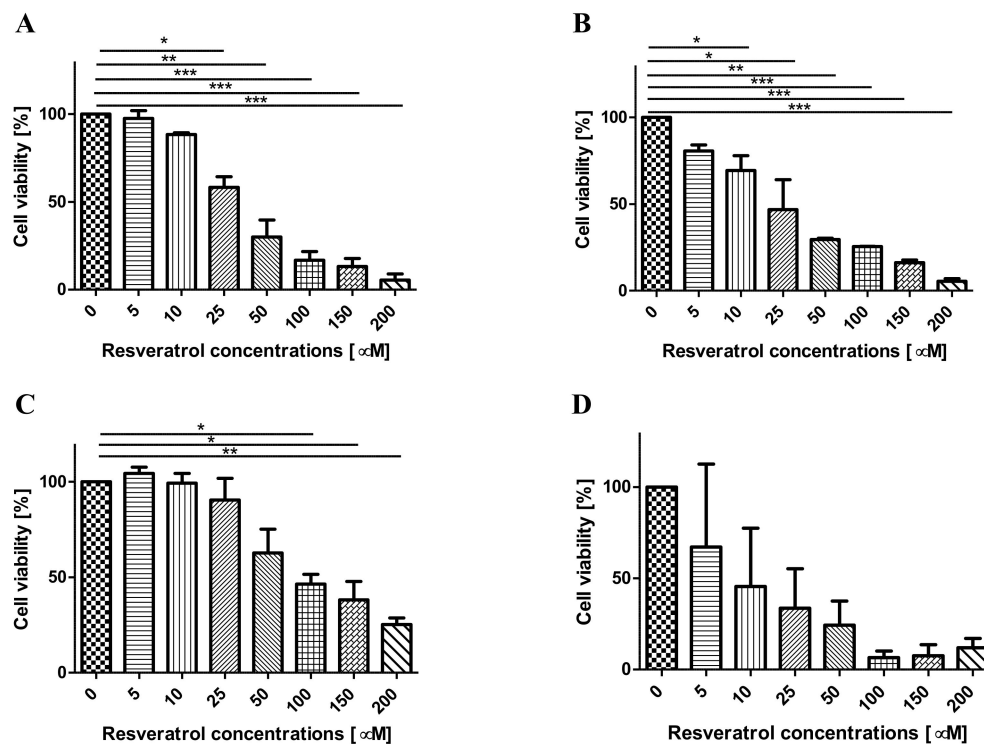 A
*
**
***
***
***
Cell viability [%]
100
50
0
0 5 10 25 50 100 150 200
Resveratrol concentrations [ ∝M]
B
*
*
**
***
***
***
Cell viability [%]
100
50
0
0 5 10 25 50 100 150 200
Resveratrol concentrations [ ∝M]
C
*
*
**
Cell viability [%]
100
50
0
0 5 10 25 50 100 150 200
Resveratrol concentrations [ ∝M]
D
Cell viability [%]
100
50
0
0 5 10 25 50 100 150 200
Resveratrol concentrations [ ∝M]